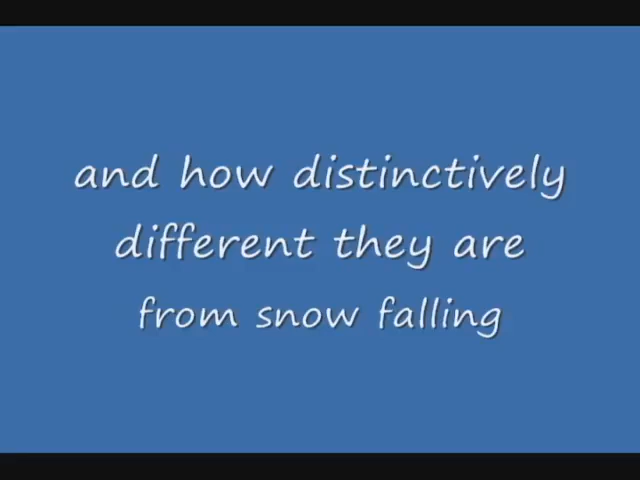 and how distinctively
different they are
from snow falling